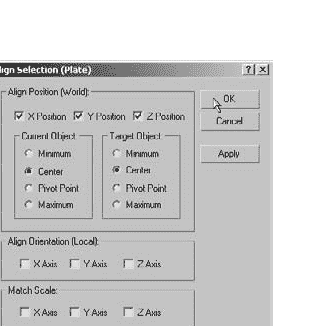 lign Selection (Plate)
Align Position (World):
OK
X Position Y Position Z Position
Cancel
Current Object Target Object
Minimum Minimum
Apply
Center Center
Pivot Point Pivot Point
Maximum Maximum
Align Orientation (Local):
X Axis Y Axis Z Axis
Match Scale:
X Axis Y Axis Z Axis